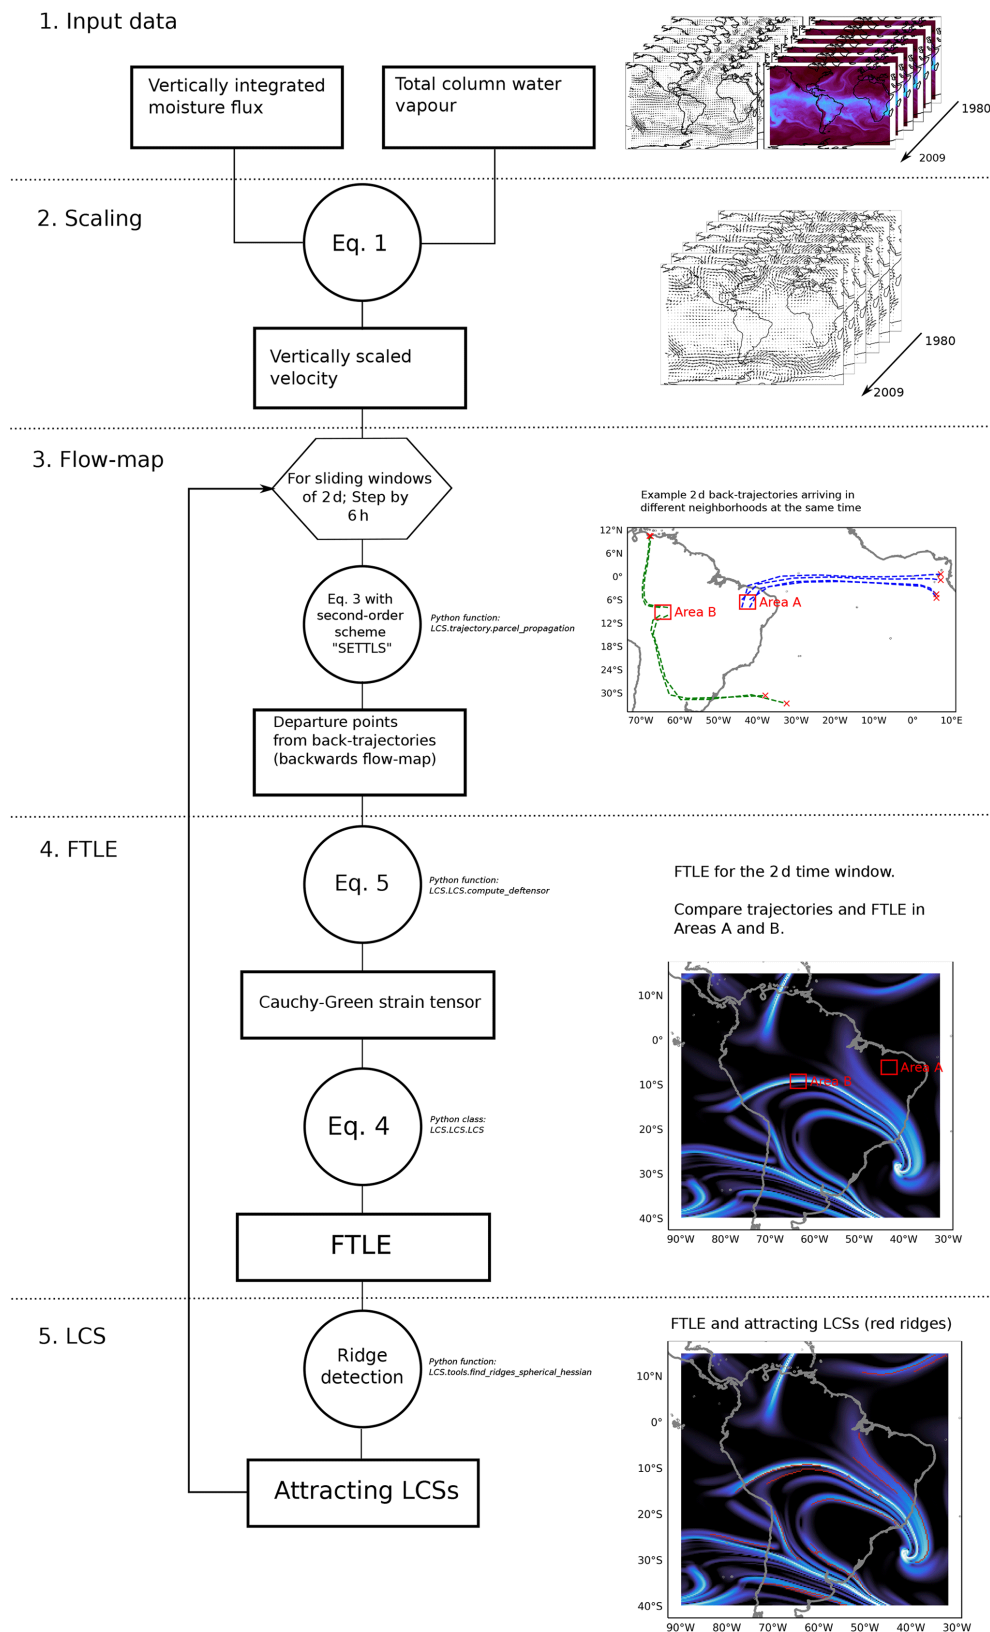 1. Input data
Vertically integrated
moisture flux
Total column water
vapour
1980
2009
2. Scaling
Eq. 1
Vertically scaled
velocity
1980
2009
3. Flow-map
For sliding windows
of 2 d; Step by
6 h
Eq. 3 with
second-order
scheme
"SETTLS"
Python function:
LCS.trajectory.parcel_propagation
Departure points
from back-trajectories
(backwards flow-map)
Example 2 d back-trajectories arriving in
different neighborhoods at the same time
12°N
6°N
0°
6°S
12°S
18°S
24°S
30°S
Area B
Area A
70°W 60°W 50°W 40°W 30°W 20°W 10°W 0° 10°E
4. FTLE
Eq. 5
Python function:
LCS.LCS.compute_deftensor
Cauchy-Green strain tensor
Eq. 4
Python class:
LCS.LCS.LCS
FTLE
FTLE for the 2 d time window.
Compare trajectories and FTLE in
Areas A and B.
10°N
0°
10°S
20°S
30°S
40°S
Area A
Area B
90°W 80°W 70°W 60°W 50°W 40°W 30°W
5. LCS
Ridge
detection
Python function:
LCS.tools.find_ridges_spherical_hessian
Attracting LCSs
FTLE and attracting LCSs (red ridges)
10°N
0°
10°S
20°S
30°S
40°S
90°W 80°W 70°W 60°W 50°W 40°W 30°W